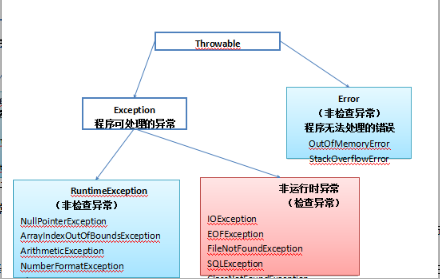 Throwable
Exception
程序可处理的异常
Error
(非检查异常)
程序无法处理的错误
OutOfMemoryError
StackOverflowError
RuntimeException
(非检查异常)
NullPointerException
ArrayIndexOutOfBoundsException
ArithmeticException
NumberFormatException
非运行时异常
(检查异常)
IOException
EOFException
FileNotFoundException
SQLException